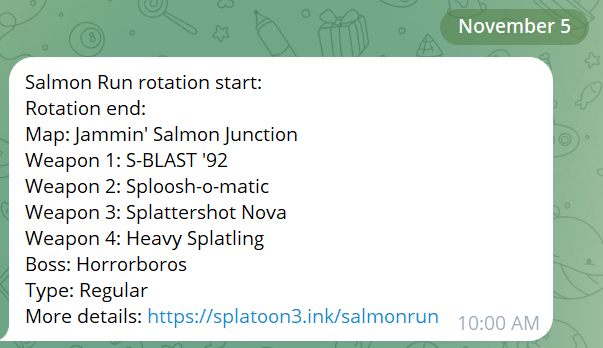 November 5
Salmon Run rotation start:
Rotation end:
Map: Jammin' Salmon Junction
Weapon 1: S-BLAST '92
Weapon 2: Sploosh-o-matic
Weapon 3: Splattershot Nova
Weapon 4: Heavy Splatling
Boss: Horrorboros
Type: Regular
More details: https://splatoon3.ink/salmonrun
10:00 AM